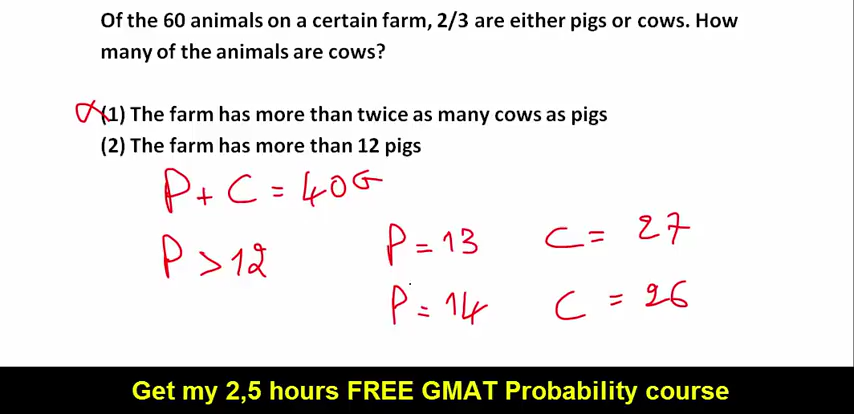 Of the 60 animals on a certain farm, 2/3 are either pigs or cows. How
many of the animals are cows?
(1) The farm has more than twice as many cows as pigs
(2) The farm has more than 12 pigs
P + C = 40
P > 12
P = 13 C = 27
P = 14 C = 26
Get my 2,5 hours FREE GMAT Probability course